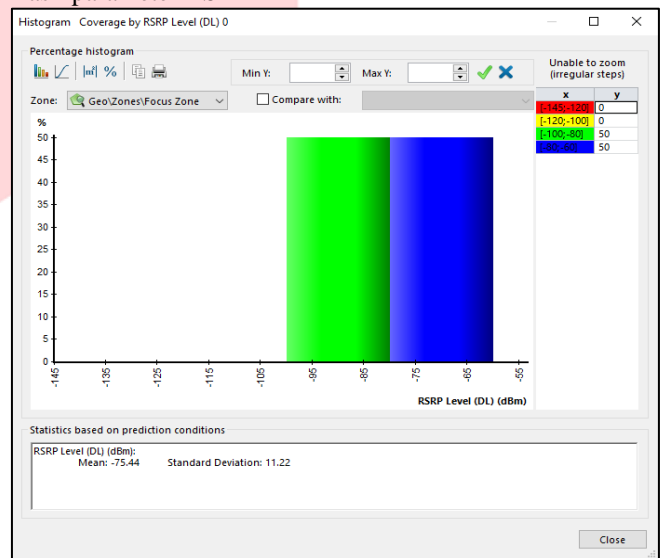 Histogram Coverage by RSRP Level (DL) 0
Percentage histogram
%
Min Y:
Max Y:
Unable to zoom
(irregular steps)
Zone:
Geo\Zones\Focus Zone
Compare with:
x y
[-145;-120] 0
[-120;-100] 0
[-100;-80] 50
[-80;-60] 50
%
50
45
40
35
30
25
20
15
10
5
0
-145 -135 -125 -115 -105 -95 -85 -75 -65 -55
RSRP Level (DL) (dBm)
Statistics based on prediction conditions
RSRP Level (DL) (dBm):
Mean: -75.44 Standard Deviation: 11.22
Close